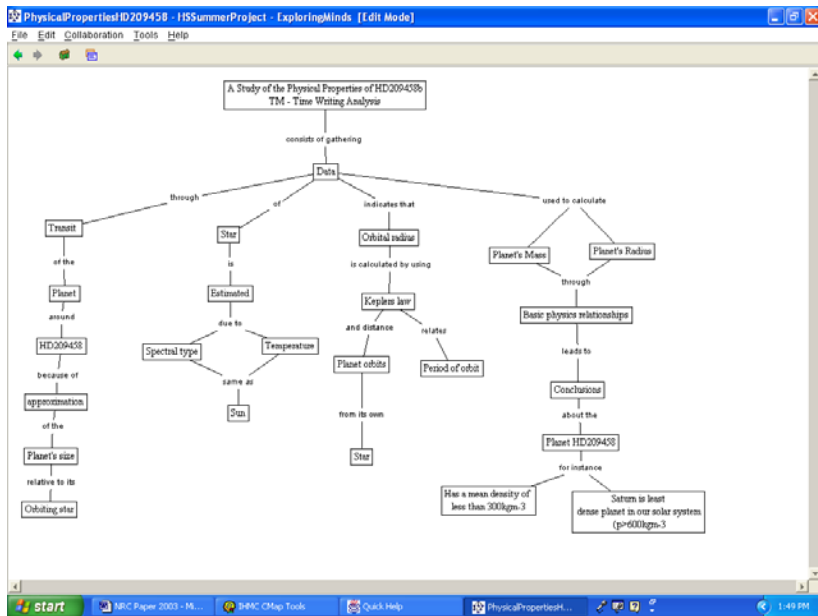 PhysicalPropertiesHD209458 - HSSummerProject - ExploringMinds [Edit Mode]
File Edit Collaboration Tools Help
A Study of the Physical Properties of HD209458b
TM - Time Writing Analysis
consists of gathering
Data
through
of
indicates that
used to calculate
Transit
Star
Orbital radius
Planet's Mass
Planet's Radius
of the
is
is calculated by using
through
Planet
Estimated
Keplers law
Basic physics relationships
around
due to
and distance
relates
leads to
HD209458
Spectral type
Temperature
Planet orbits
Period of orbit
Conclusions
because of
same as
from its own
about the
approximation
Sun
Star
Planet HD209458
of the
for instance
Planet's size
Has a mean density of
less than 300kgm-3
Saturn is least
dense planet in our solar system
(p>600kgm-3
relative to its
Orbiting star
start
NRC Paper 2003 - Mi...
IHMC CMap Tools
Quick Help
PhysicalPropertiesH...
1:49 PM